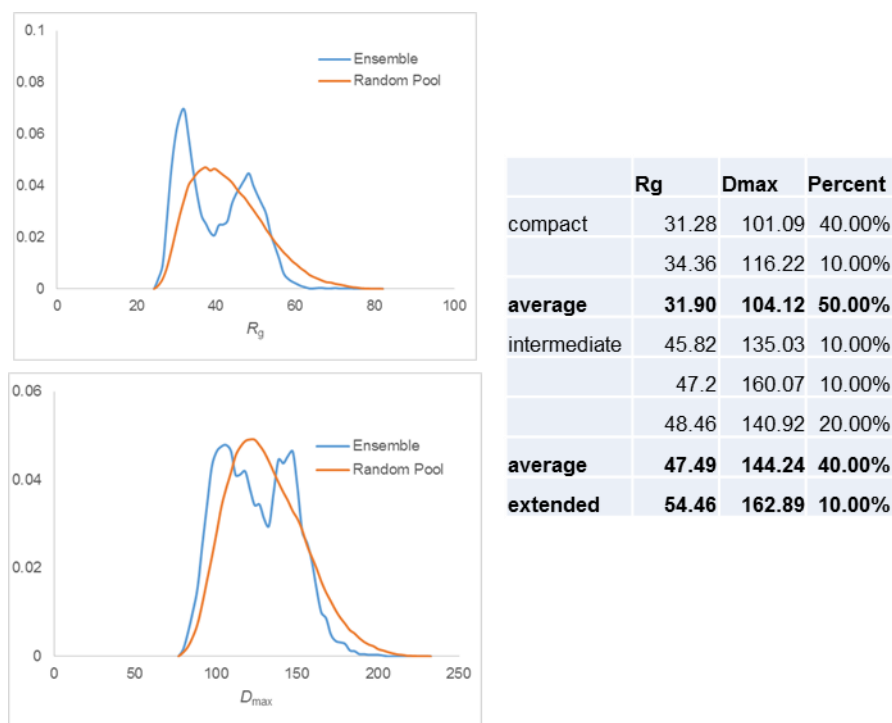 0.1
0.08
0.06
0.04
0.02
0
0 20 40 60 80 100
Rg
Ensemble
Random Pool
0.06
0.04
0.02
0
0 50 100 150 200 250
Dmax
Ensemble
Random Pool
Rg Dmax Percent
compact 31.28 101.09 40.00%
34.36 116.22 10.00%
average 31.90 104.12 50.00%
intermediate 45.82 135.03 10.00%
47.2 160.07 10.00%
48.46 140.92 20.00%
average 47.49 144.24 40.00%
extended 54.46 162.89 10.00%